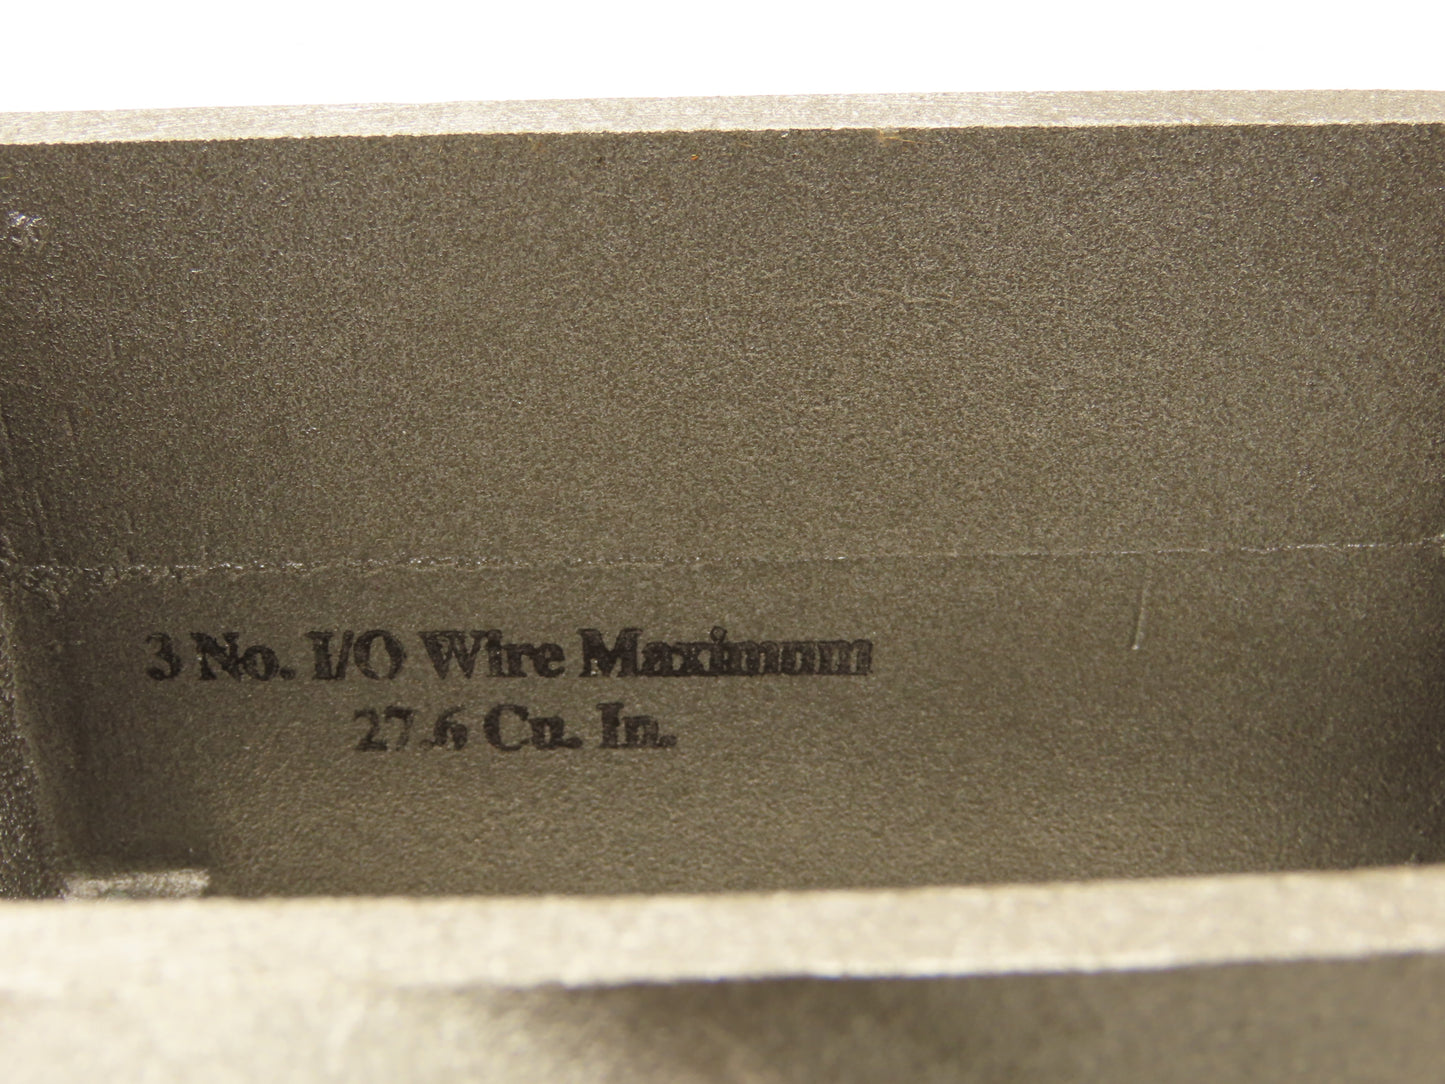 3 No. I/O Wire Maximum
27.6 Cu. In.